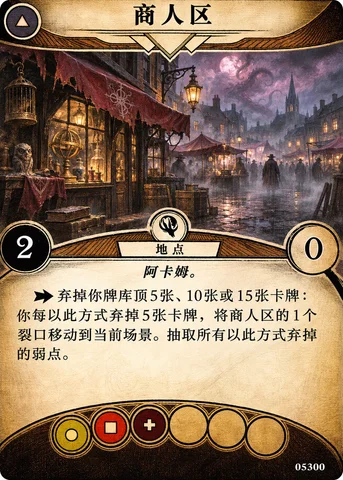 商人区
2
地点
0
阿卡姆。
弃掉你牌库顶5张、10张或15张卡牌：
你每以此方式弃掉5张卡牌，将商人区的1个
裂口移动到当前场景。抽取所有以此方式弃掉
的弱点。
05300